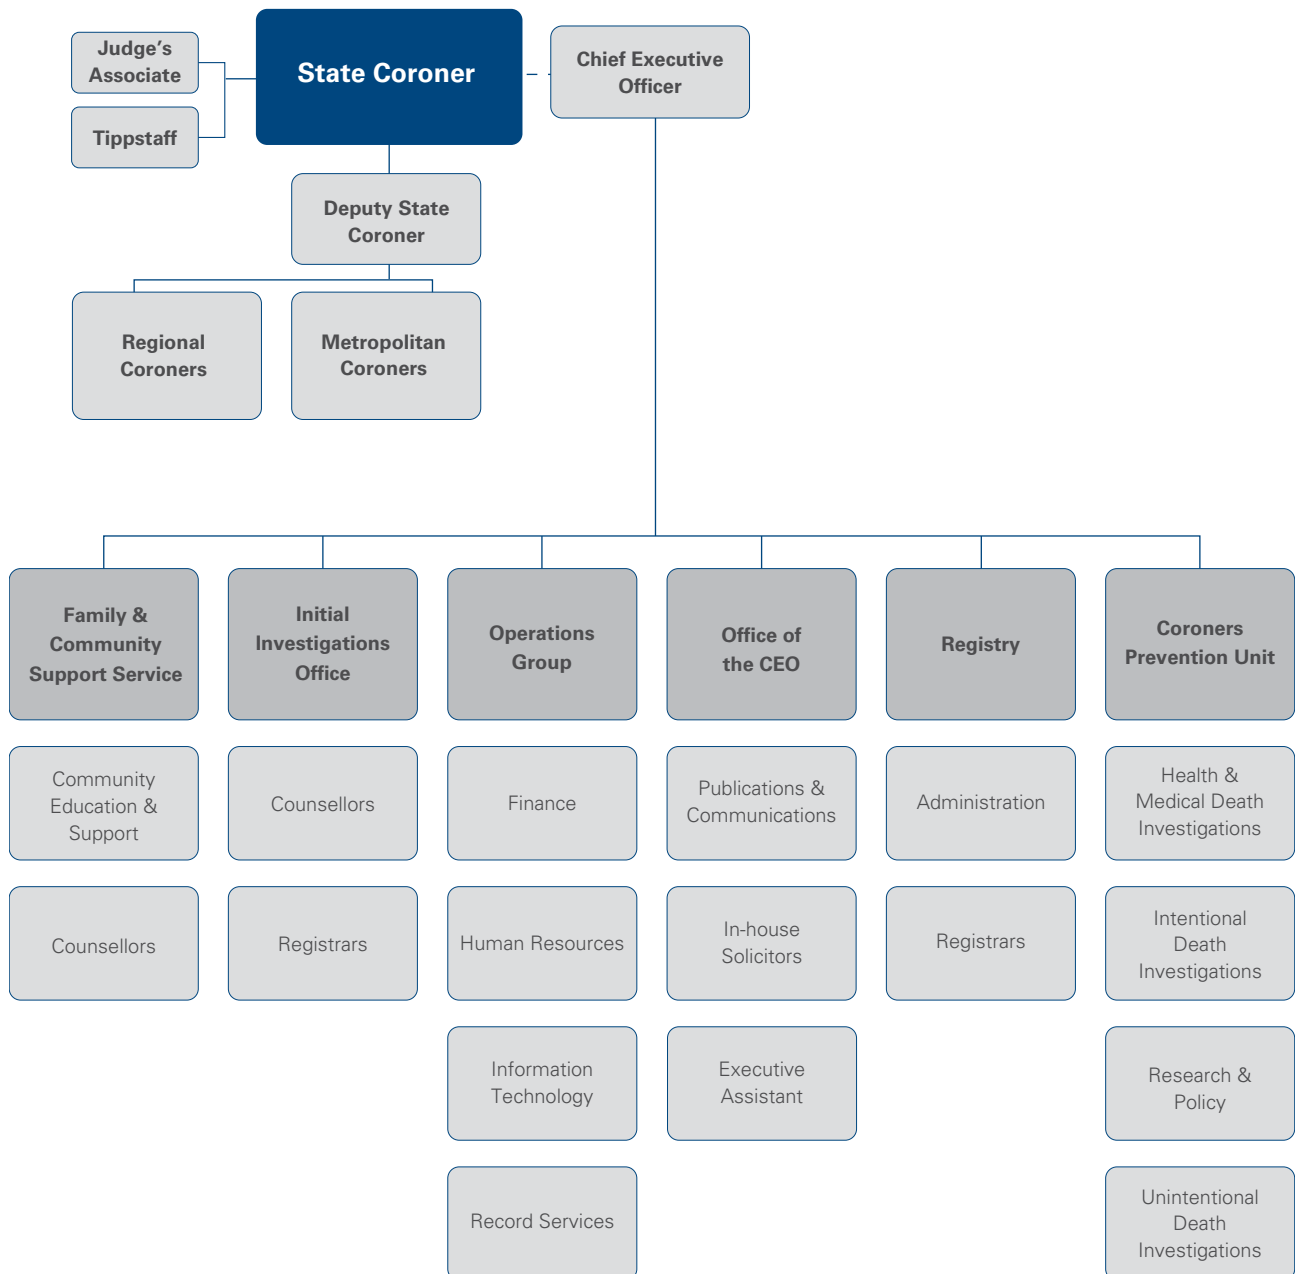 Judge's
Associate
Tippstaff
State Coroner
Chief Executive
Officer
Deputy State
Coroner
Regional
Coroners
Metropolitan
Coroners
Family &
Community
Support Service
Initial
Investigations
Office
Operations
Group
Office of
the CEO
Registry
Coroners
Prevention Unit
Community
Education &
Support
Counsellors
Finance
Publications &
Communications
Administration
Health &
Medical Death
Investigations
Counsellors
Registrars
Human Resources
In-house
Solicitors
Registrars
Intentional
Death
Investigations
Information
Technology
Executive
Assistant
Research &
Policy
Record Services
Unintentional
Death
Investigations